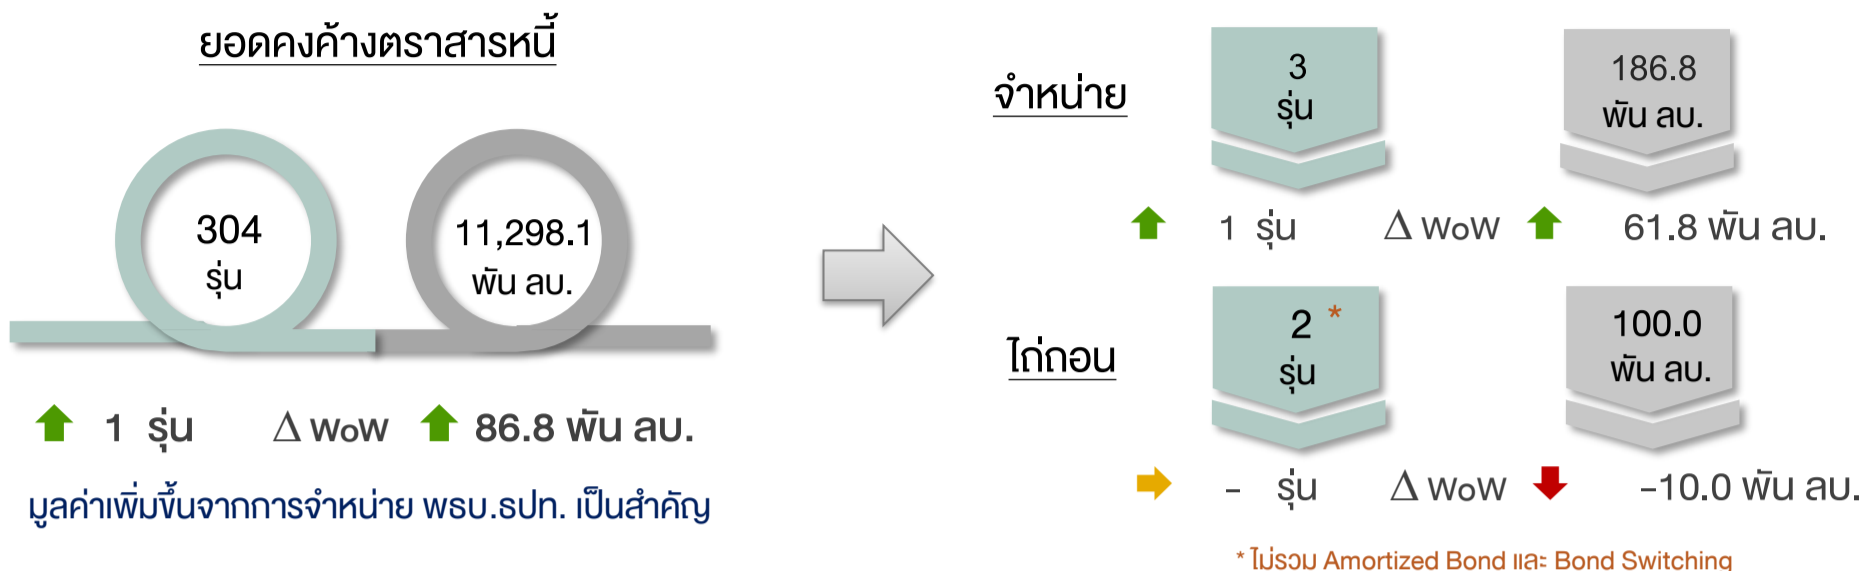 ยอดคงค้างตราสารหนี้
304
รุ่น
11,298.1
พัน ลบ.
1 รุ่น Δ WoW 86.8 พัน ลบ.
มูลค่าเพิ่มขึ้นจากการจำหน่าย พธบ.ธปท. เป็นสำคัญ
จำหน่าย
3
รุ่น
186.8
พัน ลบ.
1 รุ่น Δ WoW 61.8 พัน ลบ.
ไถ่ถอน
2 *
รุ่น
100.0
พัน ลบ.
- รุ่น Δ WoW -10.0 พัน ลบ.
* ไม่รวม Amortized Bond และ Bond Switching